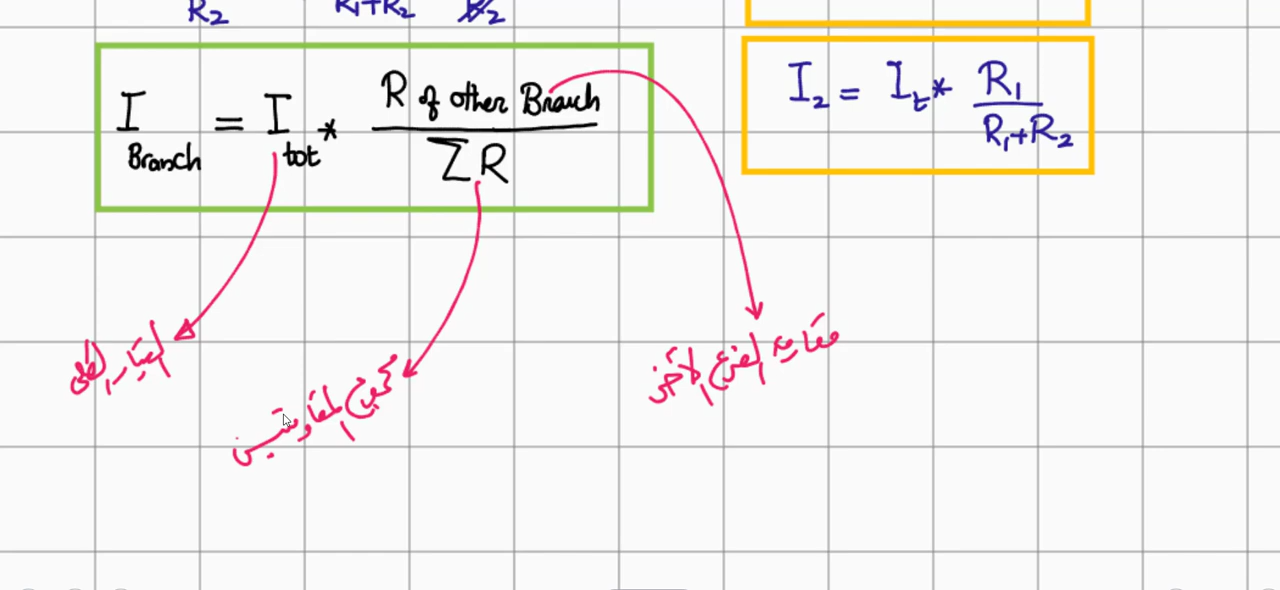 R₂ R₁+R₂ R₂
I Branch = I tot * R of other Branch / ΣR
I₂ = I t * R₁ / R₁+R₂
التيار الكلي
مجموع المقاومتين
مقاومة الفرع الآخر